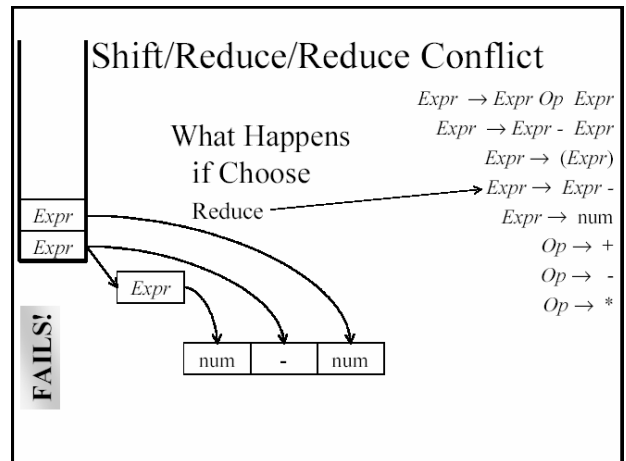 Shift/Reduce/Reduce Conflict
What Happens
if Choose
Reduce
Expr → Expr Op Expr
Expr → Expr - Expr
Expr → (Expr)
Expr → Expr -
Expr → num
Op → +
Op → -
Op → *
Expr
Expr
Expr
num
-
num
FAILS!